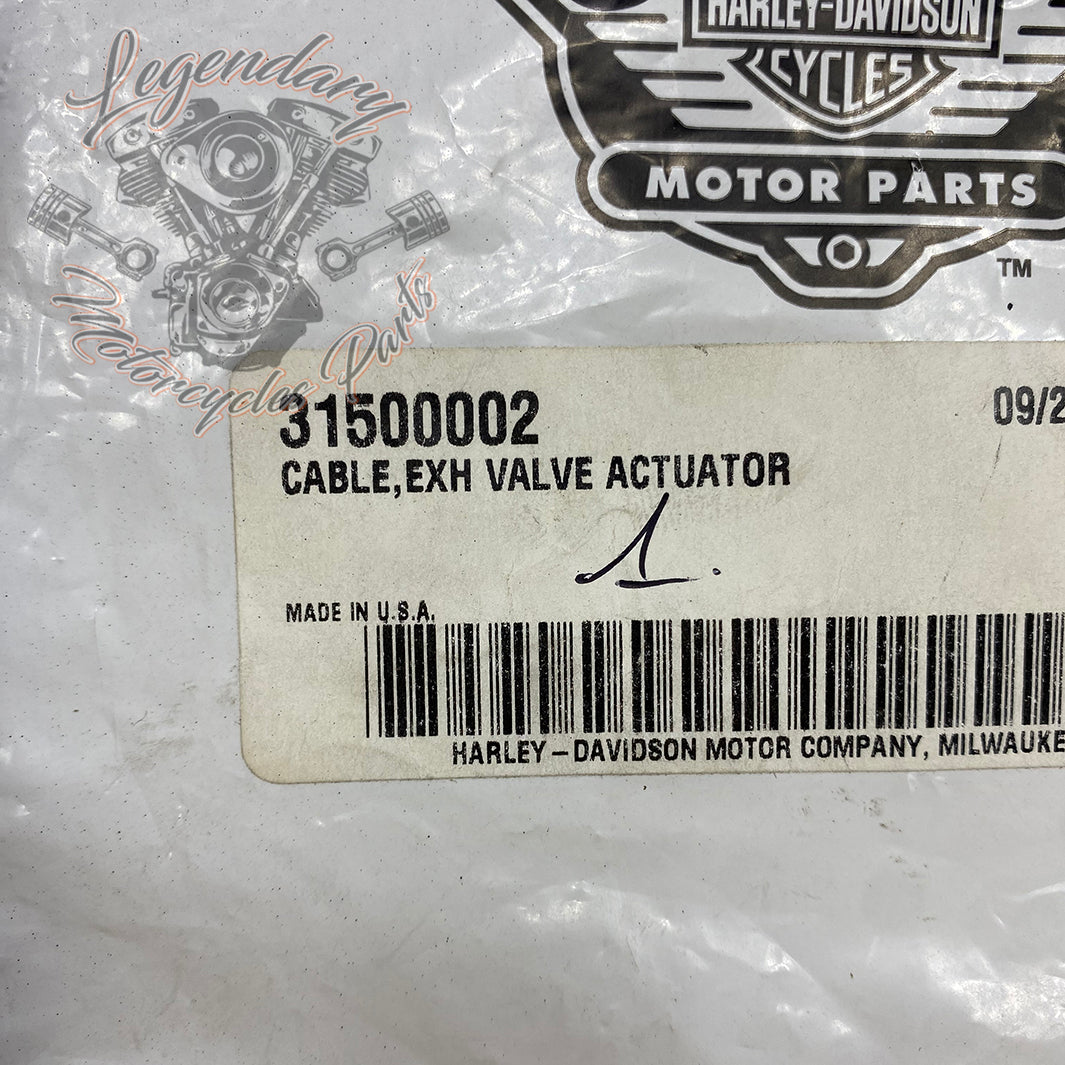 HARLEY-DAVIDSON
CYCLES
MOTOR PARTS
TM
Legendary
Motorcycles Parts
31500002
09/2
CABLE,EXH VALVE ACTUATOR
1.
MADE IN U.S.A.
HARLEY-DAVIDSON MOTOR COMPANY, MILWAUKE